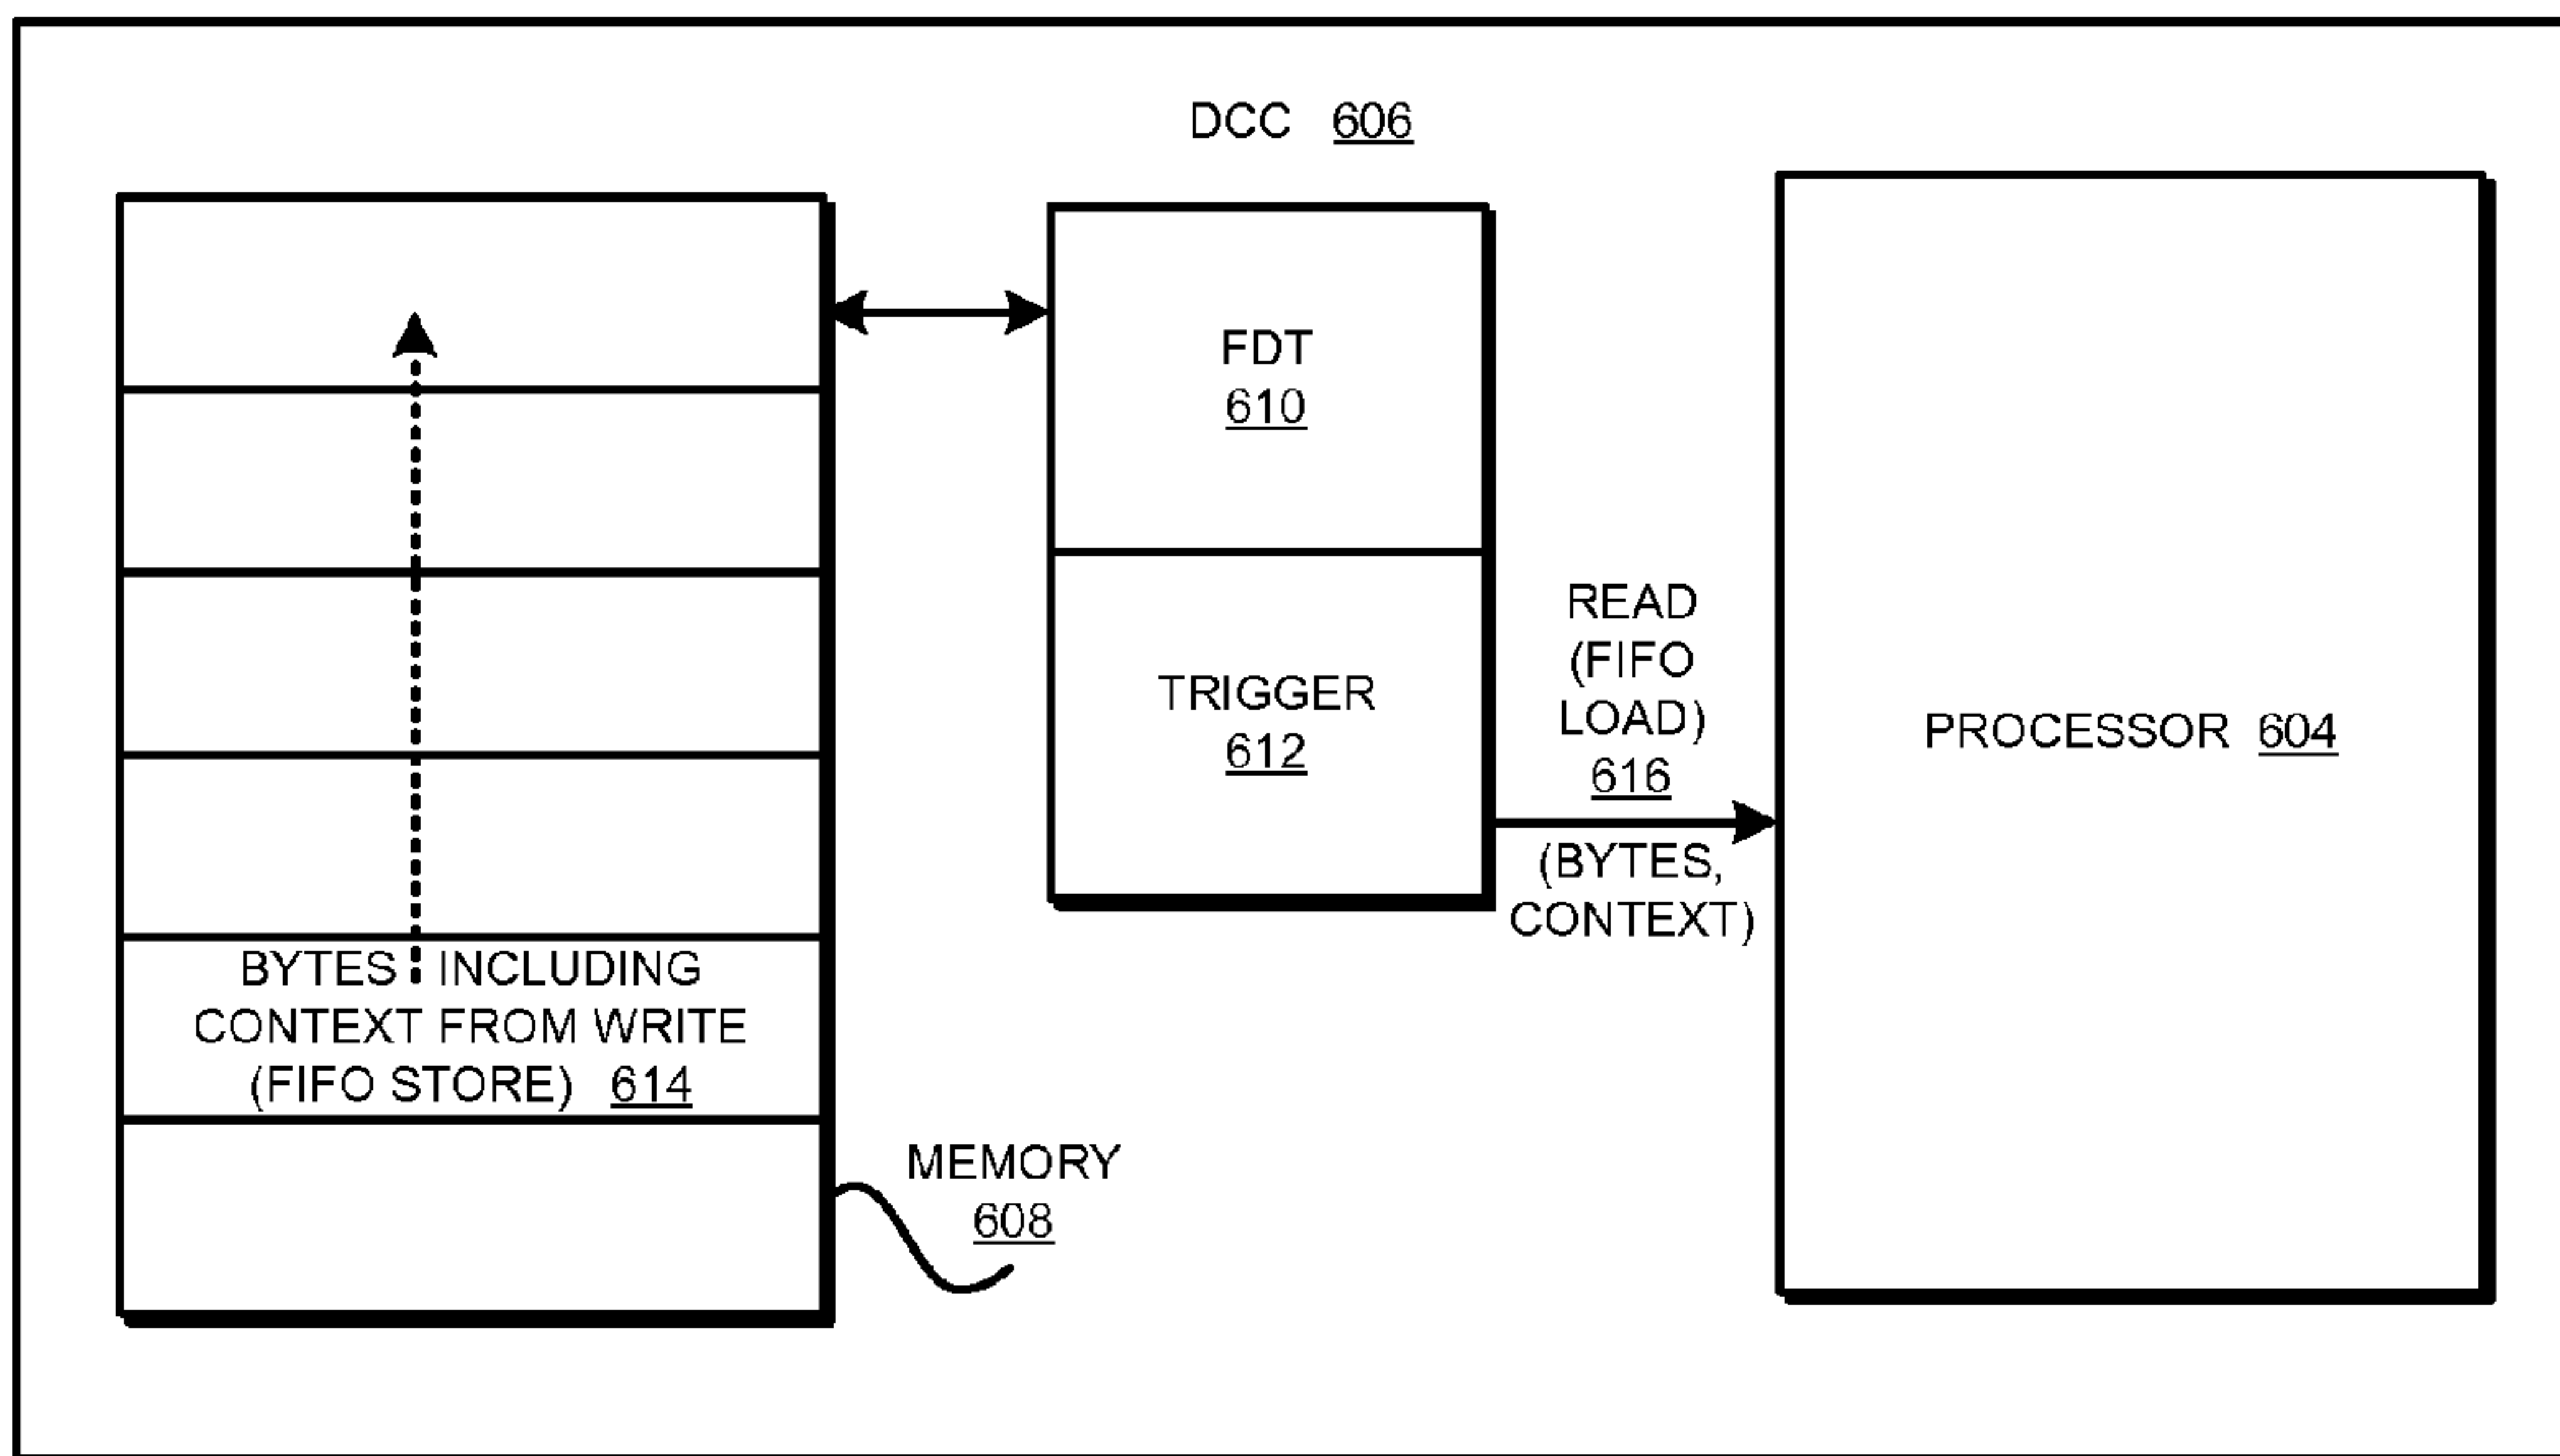 DCC 606
FDT
610
TRIGGER
612
READ
(FIFO
LOAD)
616
(BYTES,
CONTEXT)
PROCESSOR 604
BYTES INCLUDING
CONTEXT FROM WRITE
(FIFO STORE) 614
MEMORY
608